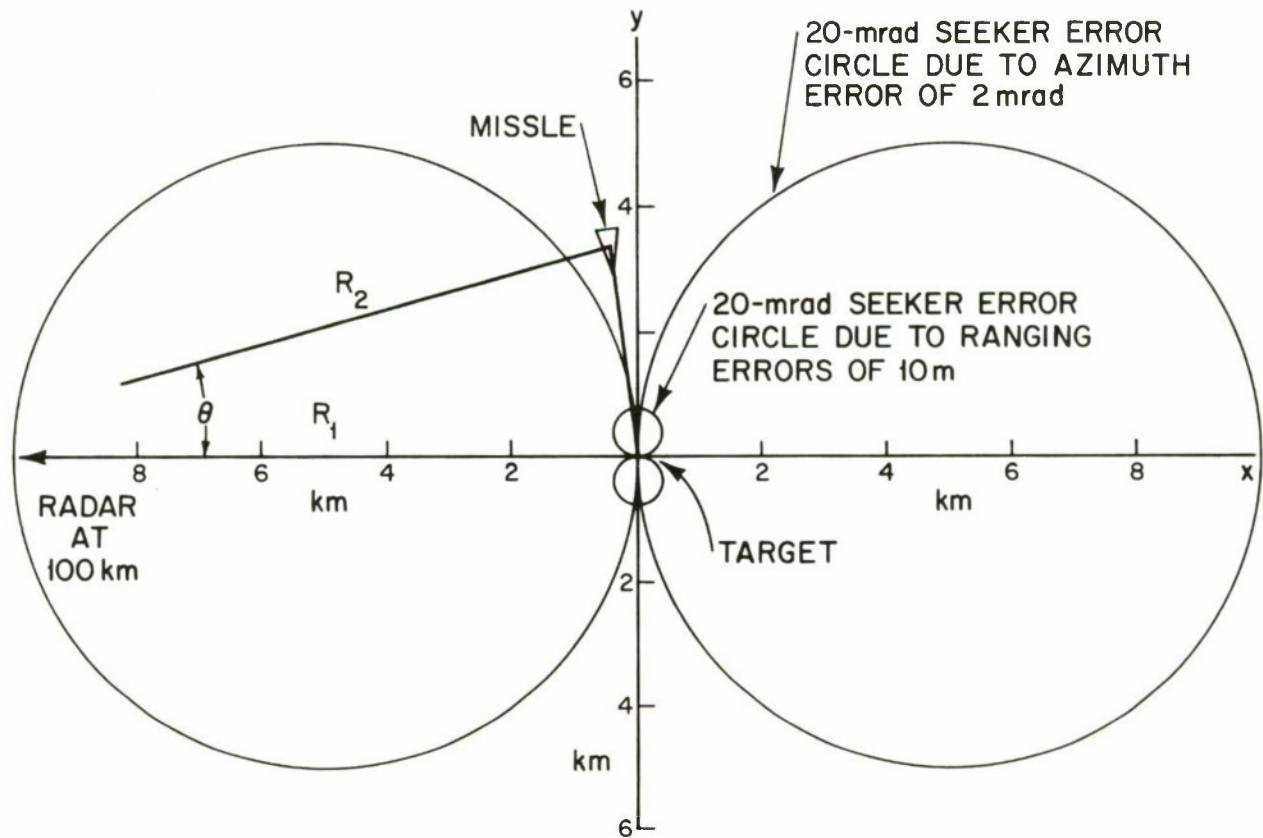 y
20-mrad SEEKER ERROR
CIRCLE DUE TO AZIMUTH
ERROR OF 2 mrad
6
MISSLE
4
R2
20-mrad SEEKER ERROR
CIRCLE DUE TO RANGING
ERRORS OF 10 m
θ
R1
8
6
4
2
2
4
6
8
x
km
km
RADAR
AT
100 km
TARGET
2
4
km
6